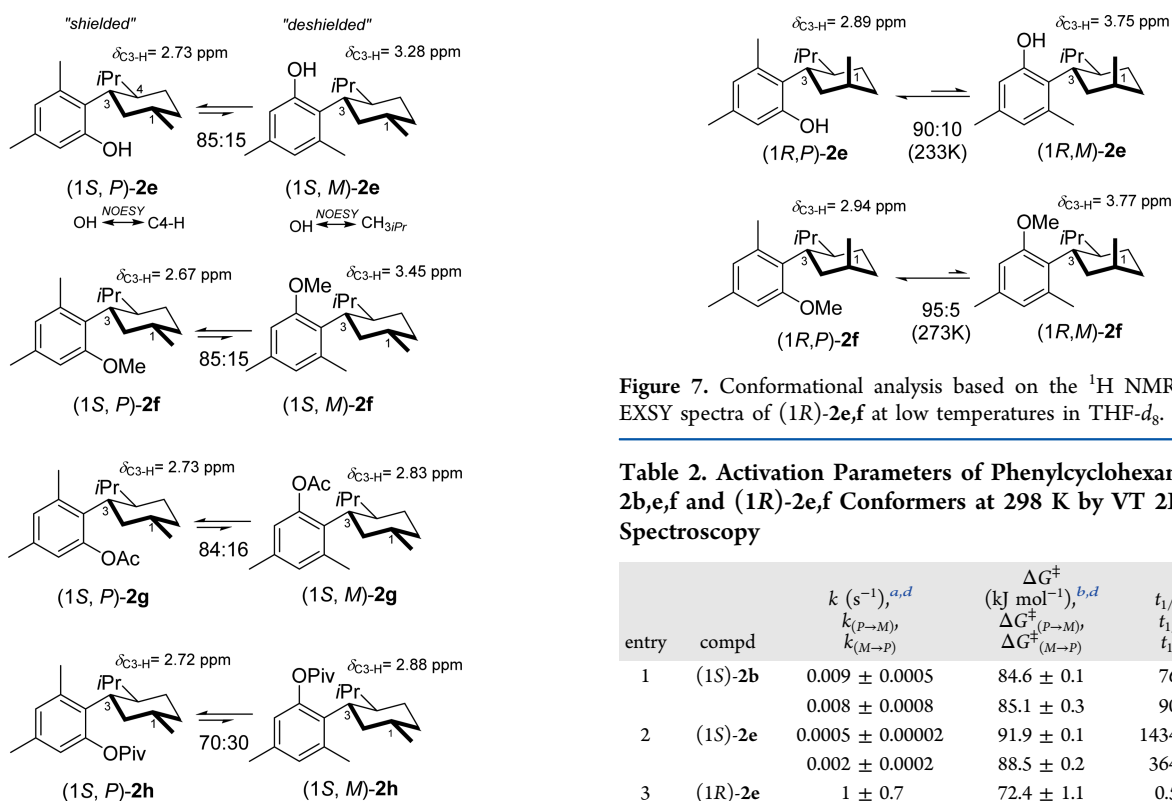 "shielded" "deshielded"
δC3-H= 2.73 ppm δC3-H= 3.28 ppm
OH
iPr iPr
4
3 3
1 1
OH
85:15
(1S, P)-2e (1S, M)-2e
NOESY NOESY
OH ⟷ C4-H OH ⟷ CH3iPr
δC3-H= 2.67 ppm δC3-H= 3.45 ppm
OMe
iPr iPr
3 3
1 1
OMe
85:15
(1S, P)-2f (1S, M)-2f
δC3-H= 2.73 ppm δC3-H= 2.83 ppm
OAc
iPr iPr
3 3
1 1
OAc
84:16
(1S, P)-2g (1S, M)-2g
δC3-H= 2.72 ppm δC3-H= 2.88 ppm
OPiv
iPr iPr
3 3
1 1
OPiv
70:30
(1S, P)-2h (1S, M)-2h
δC3-H= 2.89 ppm δC3-H= 3.75 ppm
OH
iPr iPr
1 1
3 3
OH
90:10
(233K)
(1R,P)-2e (1R,M)-2e
δC3-H= 2.94 ppm δC3-H= 3.77 ppm
OMe
iPr iPr
1 1
3 3
OMe
95:5
(273K)
(1R,P)-2f (1R,M)-2f
Figure 7. Conformational analysis based on the 1H NMR
EXSY spectra of (1R)-2e,f at low temperatures in THF-d8.
Table 2. Activation Parameters of Phenylcyclohexan
2b,e,f and (1R)-2e,f Conformers at 298 K by VT 2
Spectroscopy
ΔG‡
k (s−1),a,d (kJ mol−1),b,d t1/
k(P→M), ΔG‡(P→M), t1
entry compd k(M→P) ΔG‡(M→P) t1
1 (1S)-2b 0.009 ± 0.0005 84.6 ± 0.1 76
0.008 ± 0.0008 85.1 ± 0.3 90
2 (1S)-2e 0.0005 ± 0.00002 91.9 ± 0.1 1434
0.002 ± 0.0002 88.5 ± 0.2 364
3 (1R)-2e 1 ± 0.7 72.4 ± 1.1 0.5